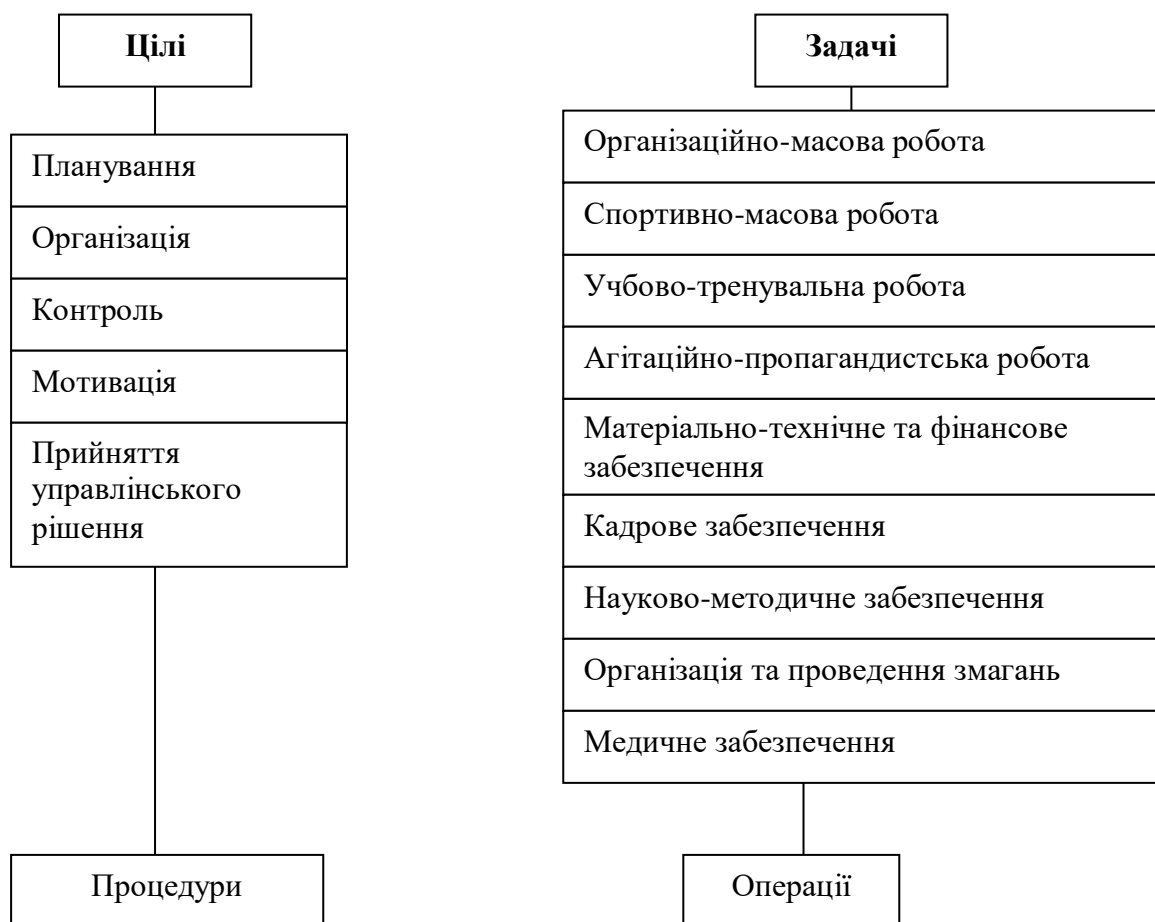 Цілі
Планування
Організація
Контроль
Мотивація
Прийняття
управлінського
рішення
Процедури
Задачі
Організаційно-масова робота
Спортивно-масова робота
Учбово-тренувальна робота
Агітаційно-пропагандистська робота
Матеріально-технічне та фінансове
забезпечення
Кадрове забезпечення
Науково-методичне забезпечення
Організація та проведення змагань
Медичне забезпечення
Операції